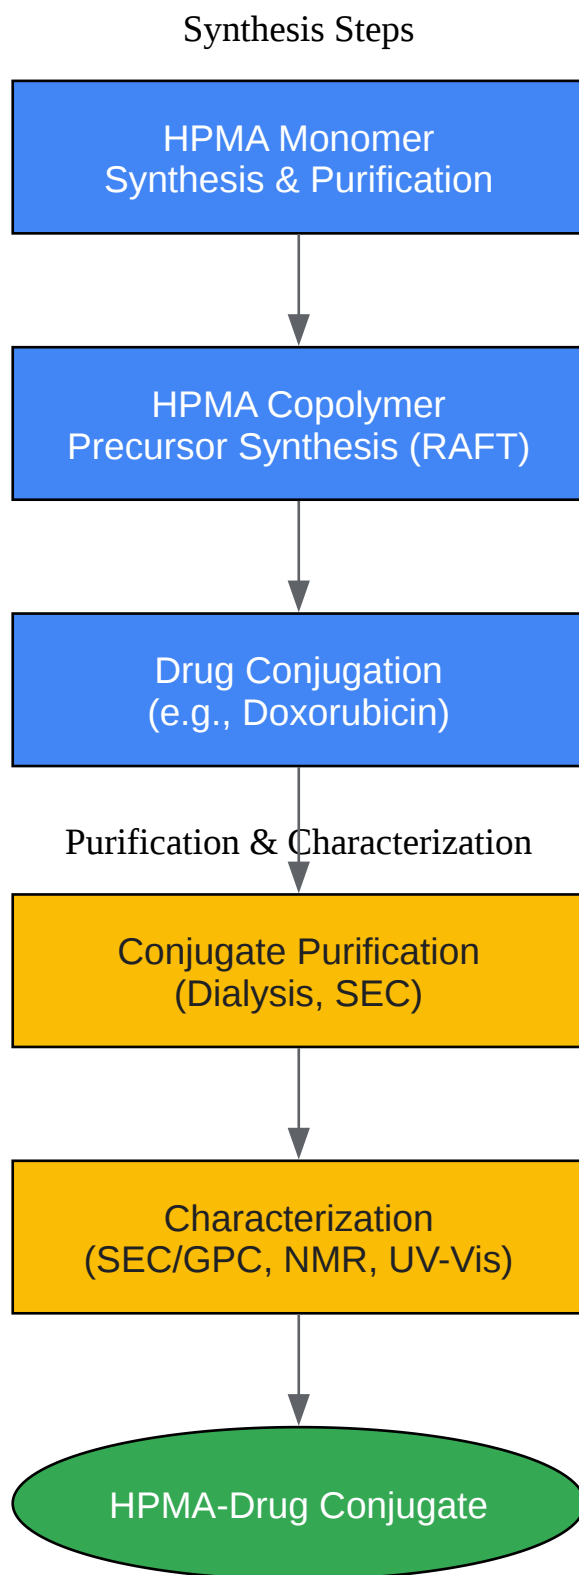 Synthesis Steps
HPMA Monomer
Synthesis & Purification
HPMA Copolymer
Precursor Synthesis (RAFT)
Drug Conjugation
(e.g., Doxorubicin)
Purification & Characterization
Conjugate Purification
(Dialysis, SEC)
Characterization
(SEC/GPC, NMR, UV-Vis)
HPMA-Drug Conjugate